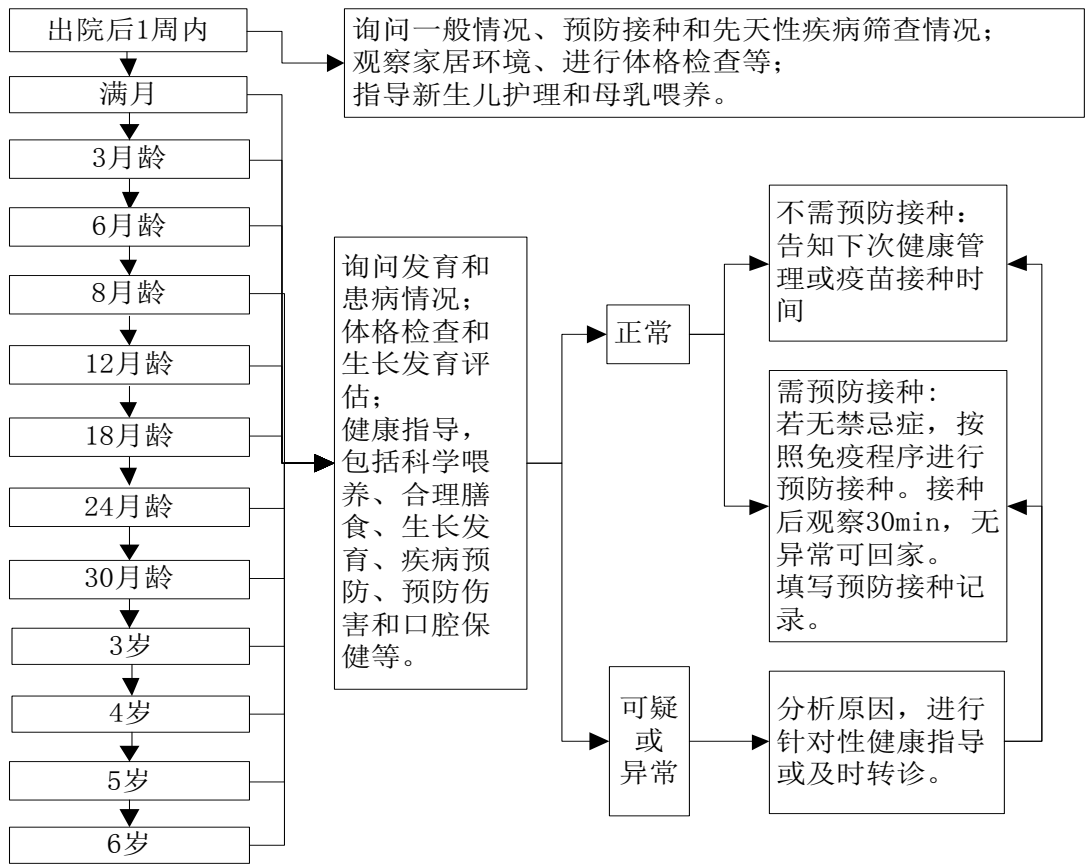 出院后1周内
询问一般情况、预防接种和先天性疾病筛查情况;
观察家居环境、进行体格检查等;
指导新生儿护理和母乳喂养。
满月
3月龄
6月龄
8月龄
12月龄
18月龄
24月龄
30月龄
3岁
4岁
5岁
6岁
询问发育和
患病情况;
体格检查和
生长发育评
估;
健康指导，
包括科学喂
养、合理膳
食、生长发
育、疾病预
防、预防伤
害和口腔保
健等。
正常
可疑
或
异常
不需预防接种:
告知下次健康管
理或疫苗接种时
间
需预防接种:
若无禁忌症，按
照免疫程序进行
预防接种。接种
后观察30min，无
异常可回家。
填写预防接种记
录。
分析原因，进行
针对性健康指导
或及时转诊。